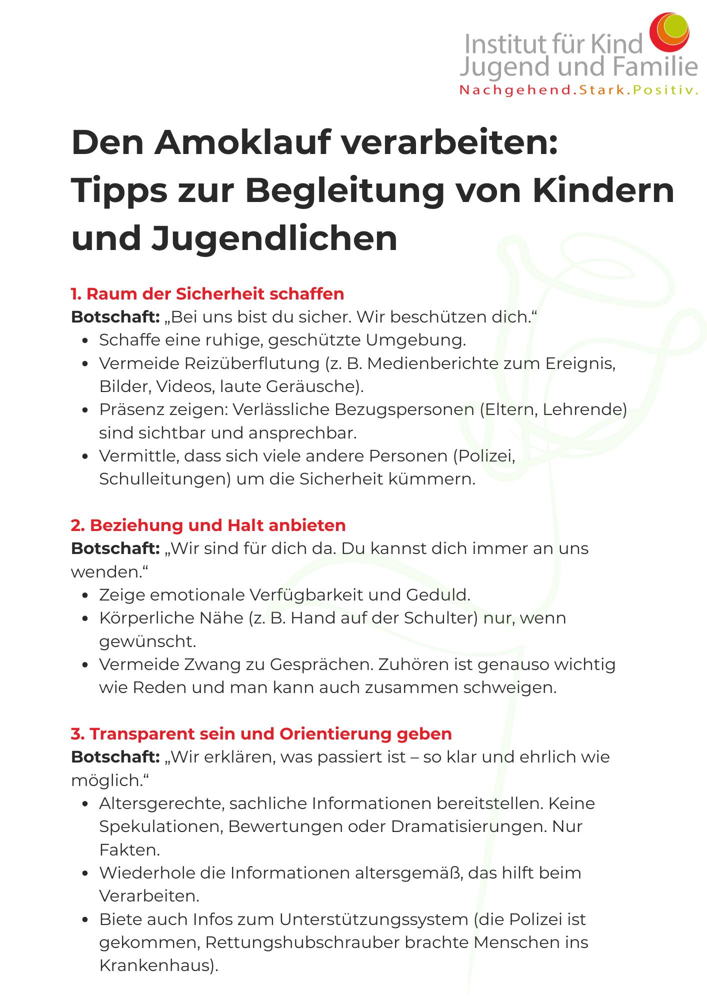 Institut für Kind
Jugend und Familie
Nachgehend.Stark.Positiv.
Den Amoklauf verarbeiten:
Tipps zur Begleitung von Kindern
und Jugendlichen
1. Raum der Sicherheit schaffen
Botschaft: „Bei uns bist du sicher. Wir beschützen dich.“
• Schaffe eine ruhige, geschützte Umgebung.
• Vermeide Reizüberflutung (z. B. Medienberichte zum Ereignis,
Bilder, Videos, laute Geräusche).
• Präsenz zeigen: Verlässliche Bezugspersonen (Eltern, Lehrende)
sind sichtbar und ansprechbar.
• Vermittle, dass sich viele andere Personen (Polizei,
Schulleitungen) um die Sicherheit kümmern.
2. Beziehung und Halt anbieten
Botschaft: „Wir sind für dich da. Du kannst dich immer an uns
wenden.“
• Zeige emotionale Verfügbarkeit und Geduld.
• Körperliche Nähe (z. B. Hand auf der Schulter) nur, wenn
gewünscht.
• Vermeide Zwang zu Gesprächen. Zuhören ist genauso wichtig
wie Reden und man kann auch zusammen schweigen.
3. Transparent sein und Orientierung geben
Botschaft: „Wir erklären, was passiert ist – so klar und ehrlich wie
möglich.“
• Altersgerechte, sachliche Informationen bereitstellen. Keine
Spekulationen, Bewertungen oder Dramatisierungen. Nur
Fakten.
• Wiederhole die Informationen altersgemäß, das hilft beim
Verarbeiten.
• Biete auch Infos zum Unterstützungssystem (die Polizei ist
gekommen, Rettungshubschrauber brachte Menschen ins
Krankenhaus).